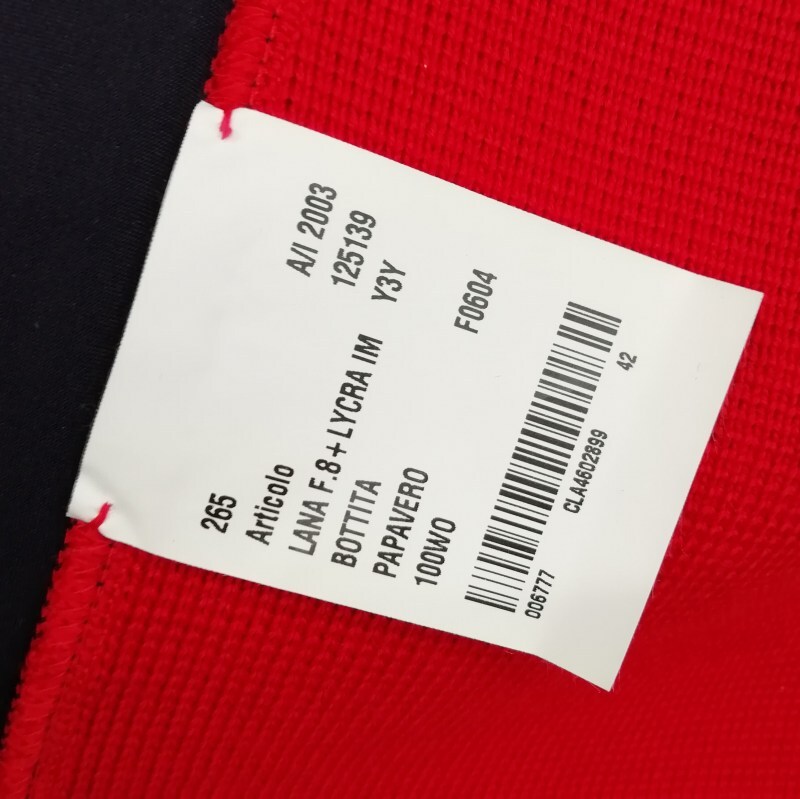 265 A/I 2003
Articolo 125139
LANA F.8+LYCRA IM Y3Y
BOTTITA
PAPAVERO F0604
100WO
006777 CLA4602899 42